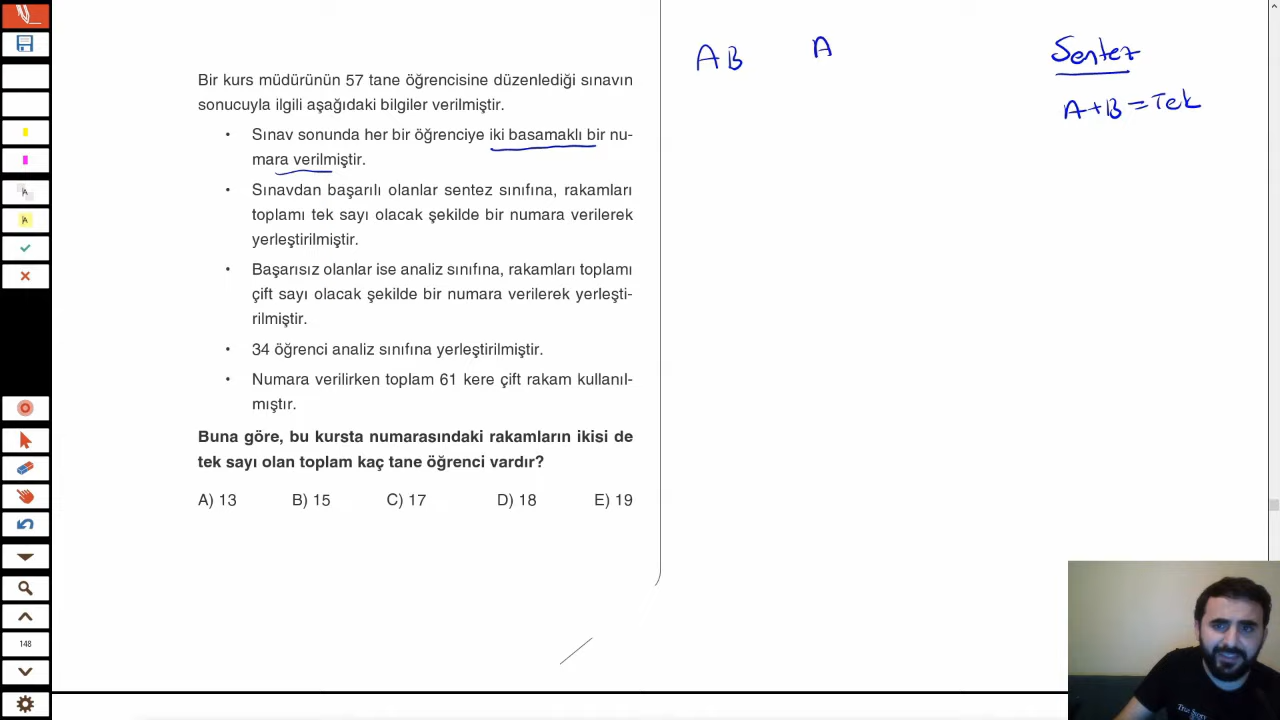 Bir kurs müdürünün 57 tane öğrencisine düzenlediği sınavın
sonucuyla ilgili aşağıdaki bilgiler verilmiştir.
• Sınav sonunda her bir öğrenciye iki basamaklı bir nu-
mara verilmiştir.
• Sınavdan başarılı olanlar sentez sınıfına, rakamları
toplamı tek sayı olacak şekilde bir numara verilerek
yerleştirilmiştir.
• Başarısız olanlar ise analiz sınıfına, rakamları toplamı
çift sayı olacak şekilde bir numara verilerek yerleşti-
rilmiştir.
• 34 öğrenci analiz sınıfına yerleştirilmiştir.
• Numara verilirken toplam 61 kere çift rakam kullanıl-
mıştır.
Buna göre, bu kursta numarasındaki rakamların ikisi de
tek sayı olan toplam kaç tane öğrenci vardır?
A) 13 B) 15 C) 17 D) 18 E) 19
AB A Sentez
A+B=Tek
148